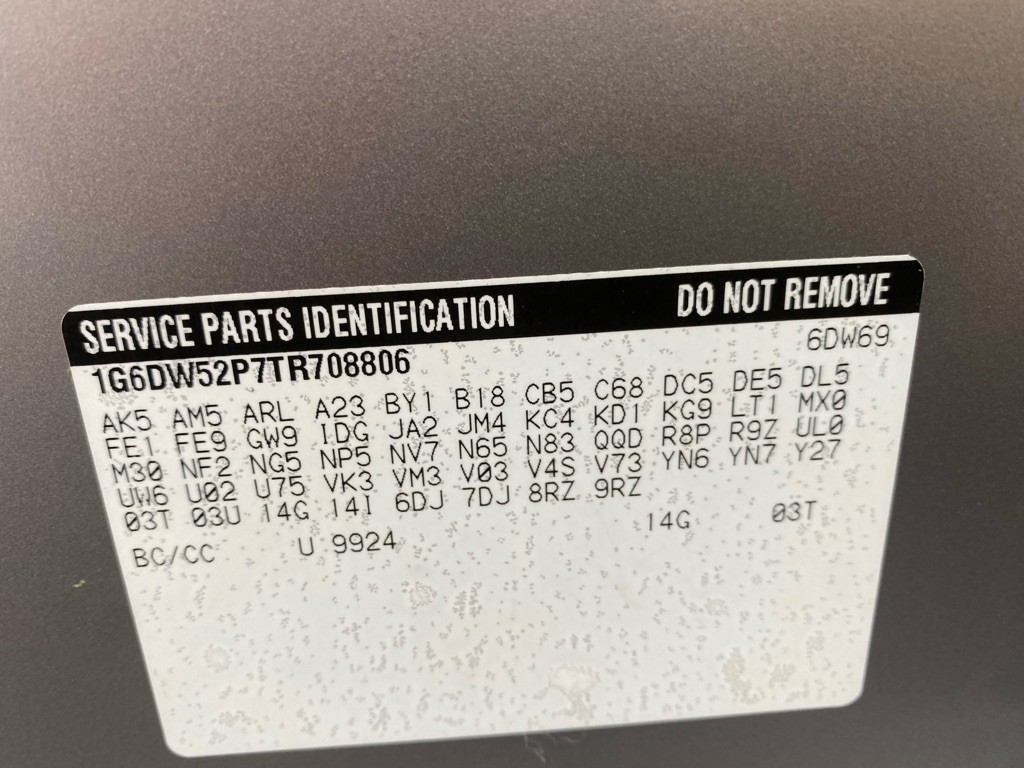 SERVICE PARTS IDENTIFICATION DO NOT REMOVE
1G6DW52P7TR708806 6DW69
AK5 AM5 ARL A23 BY1 B18 CB5 C68 DC5 DE5 DL5
FE1 FE9 GW9 IDG JA2 JM4 KC4 KD1 KG9 LT1 MX0
M30 NF2 NG5 NP5 NV7 N65 N83 QQD R8P R9Z UL0
UW6 U02 U75 VK3 VM3 V03 V4S V73 YN6 YN7 Y27
03T 03U 14G 14I 6DJ 7DJ 8RZ 9RZ
BC/CC U 9924 14G 03T